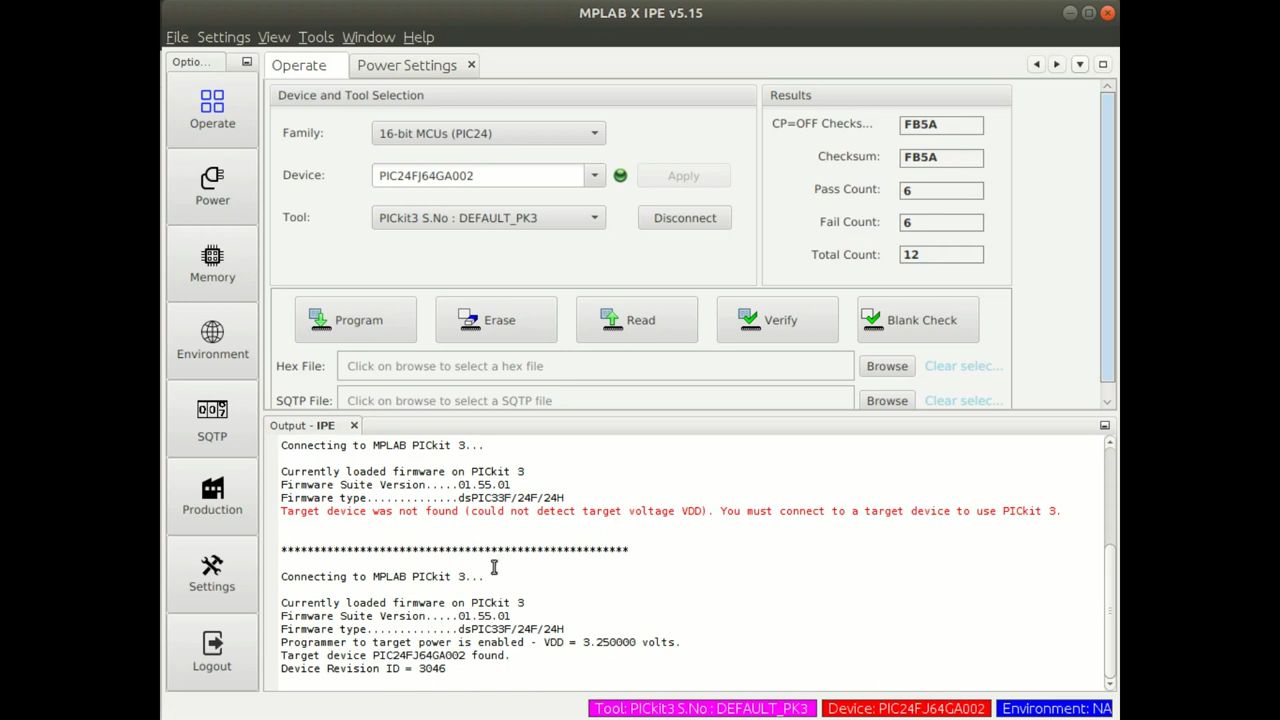 MPLAB X IPE v5.15
File Settings View Tools Window Help
Optio...
Operate
Power
Memory
Environment
SQTP
Production
Settings
Logout
Operate
Power Settings
Device and Tool Selection
Family: 16-bit MCUs (PIC24)
Device: PIC24FJ64GA002 Apply
Tool: PICkit3 S.No : DEFAULT_PK3 Disconnect
Results
CP=OFF Checks... FB5A
Checksum: FB5A
Pass Count: 6
Fail Count: 6
Total Count: 12
Program Erase Read Verify Blank Check
Hex File: Click on browse to select a hex file Browse Clear selec...
SQTP File: Click on browse to select a SQTP file Browse Clear selec...
Output - IPE
Connecting to MPLAB PICkit 3...
Currently loaded firmware on PICkit 3
Firmware Suite Version.....01.55.01
Firmware type..............dsPIC33F/24F/24H
Target device was not found (could not detect target voltage VDD). You must connect to a target device to use PICkit 3.
*****************************************************
Connecting to MPLAB PICkit 3...
Currently loaded firmware on PICkit 3
Firmware Suite Version.....01.55.01
Firmware type..............dsPIC33F/24F/24H
Programmer to target power is enabled - VDD = 3.250000 volts.
Target device PIC24FJ64GA002 found.
Device Revision ID = 3046
Tool: PICkit3 S.No : DEFAULT_PK3 Device: PIC24FJ64GA002 Environment: NA